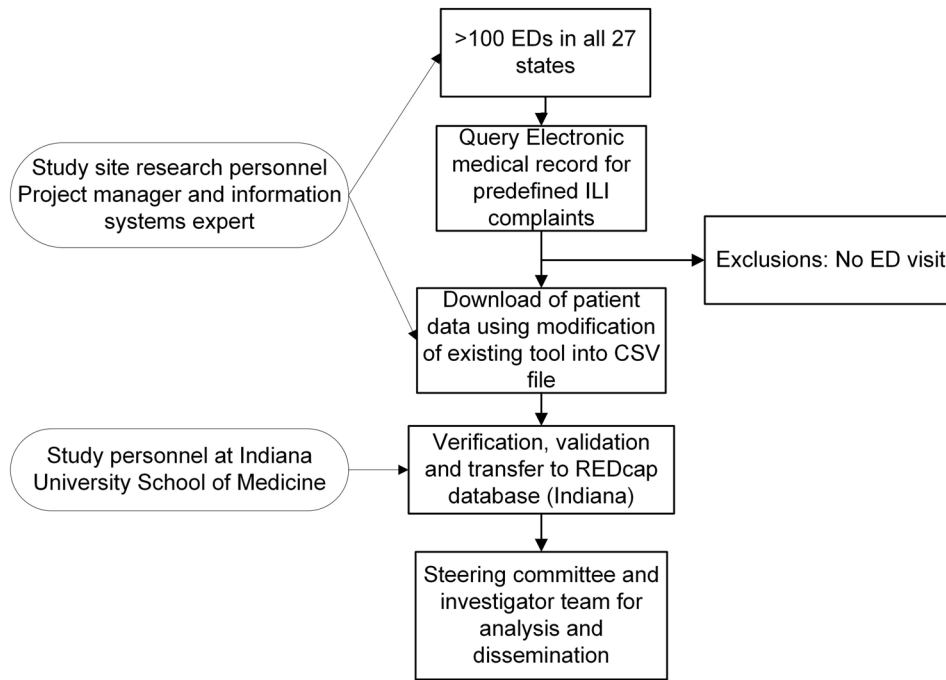 >100 EDs in all 27
states
Query Electronic
medical record for
predefined ILI
complaints
Study site research personnel
Project manager and information
systems expert
Exclusions: No ED visit
Download of patient
data using modification
of existing tool into CSV
file
Study personnel at Indiana
University School of Medicine
Verification, validation
and transfer to REDcap
database (Indiana)
Steering committee and
investigator team for
analysis and
dissemination